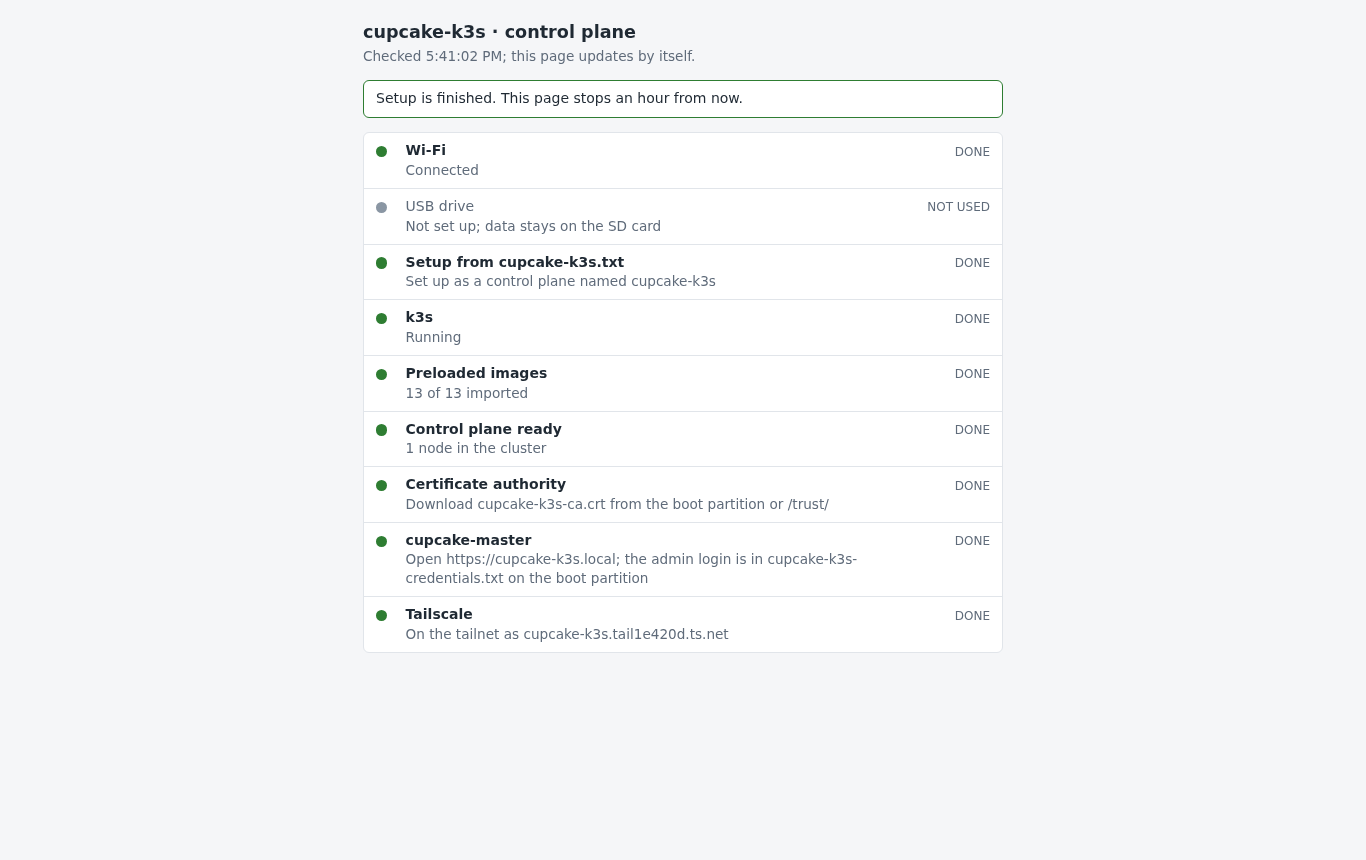 cupcake-k3s · control plane
Checked 5:41:02 PM; this page updates by itself.
Setup is finished. This page stops an hour from now.
Wi-Fi
DONE
Connected
USB drive
NOT USED
Not set up; data stays on the SD card
Setup from cupcake-k3s.txt
DONE
Set up as a control plane named cupcake-k3s
k3s
DONE
Running
Preloaded images
DONE
13 of 13 imported
Control plane ready
DONE
1 node in the cluster
Certificate authority
DONE
Download cupcake-k3s-ca.crt from the boot partition or /trust/
cupcake-master
DONE
Open https://cupcake-k3s.local; the admin login is in cupcake-k3s-
credentials.txt on the boot partition
Tailscale
DONE
On the tailnet as cupcake-k3s.tail1e420d.ts.net